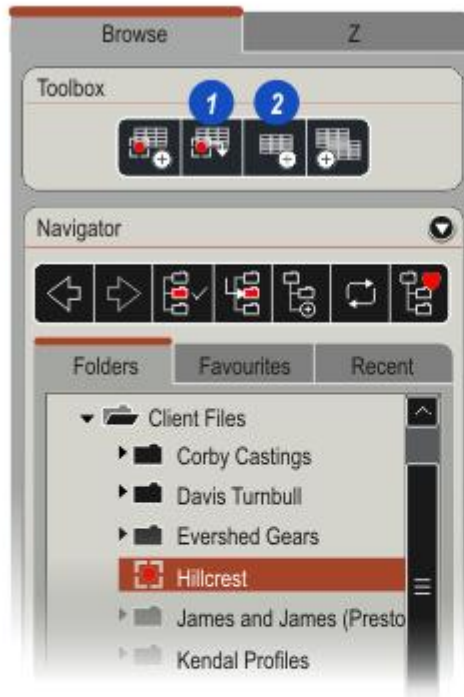 Browse Z
Toolbox
1 2
Navigator
Folders Favourites Recent
Client Files
Corby Castings
Davis Turnbull
Evershed Gears
Hillcrest
James and James (Presto
Kendal Profiles